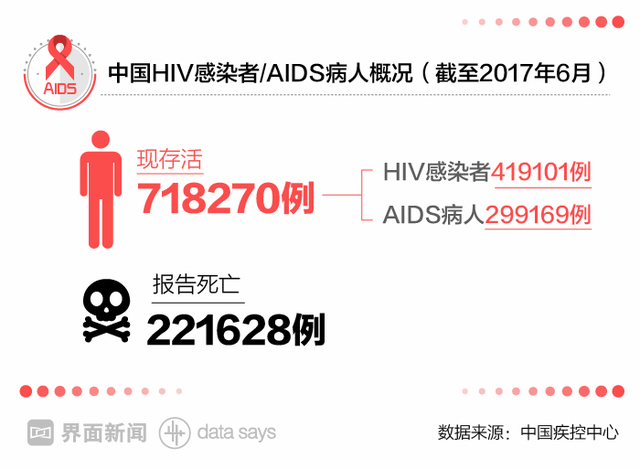 AIDS
中国HIV感染者/AIDS病人概况（截至2017年6月）
现存活
718270例
HIV感染者419101例
AIDS病人299169例
报告死亡
221628例
界面新闻 data says
数据来源：中国疾控中心